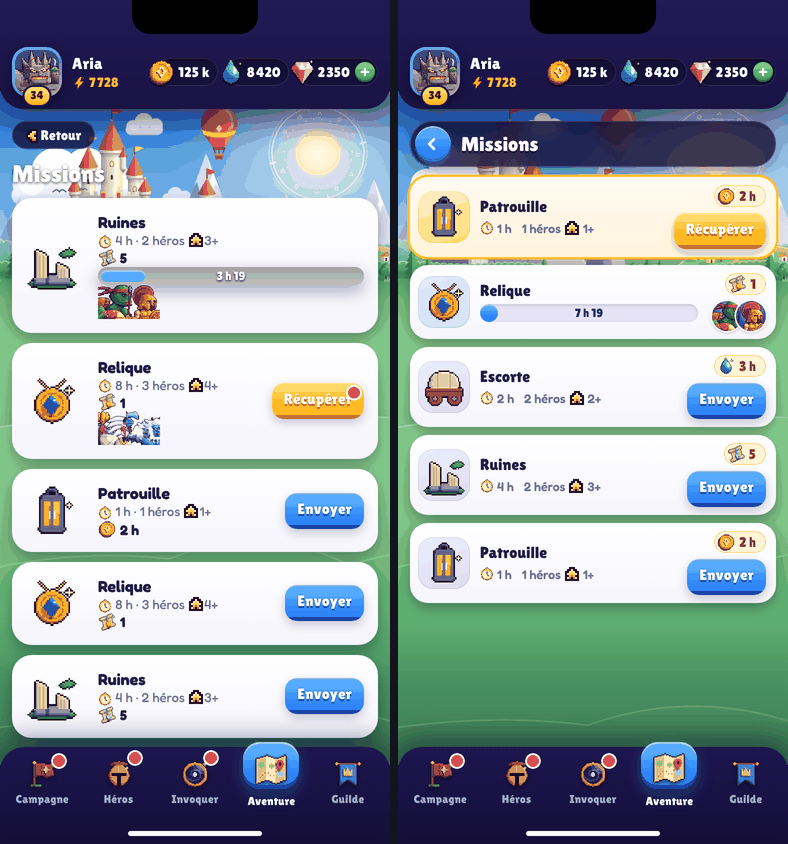 Aria
7728
34
125 k
8420
2350
Retour
Missions
Ruines
4 h · 2 héros 3+
5
3 h 19
Relique
8 h · 3 héros 4+
1
Récupérer
Patrouille
1 h · 1 héros 1+
2 h
Envoyer
Relique
8 h · 3 héros 4+
1
Envoyer
Ruines
4 h · 2 héros 3+
5
Envoyer
Campagne
Héros
Invoquer
Aventure
Guilde
Aria
7728
34
125 k
8420
2350
Missions
Patrouille
1 h 1+
2 h
Récupérer
Relique
7 h 19
1
Escorte
2 h 2 héros 2+
3 h
Envoyer
Ruines
4 h 2 héros 3+
5
Envoyer
Patrouille
1 h 1 héros 1+
2 h
Envoyer
Campagne
Héros
Invoquer
Aventure
Guilde